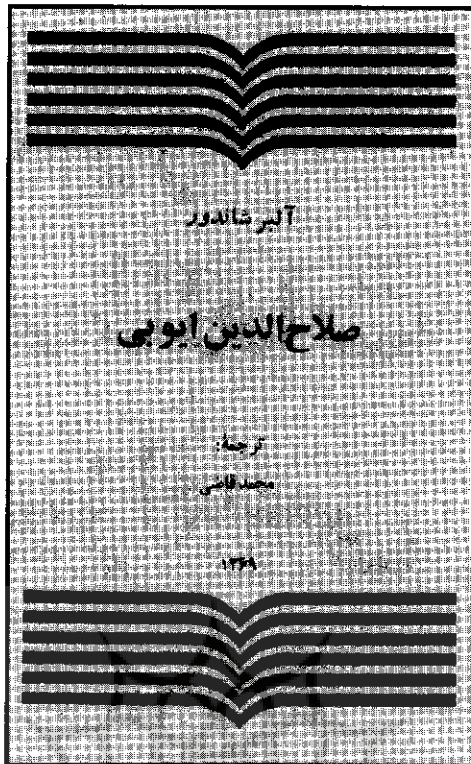 آلبر شاندور
صلاح‌الدین ایوبی
ترجمهٔ:
محمد قاضی
۱۳۶۹